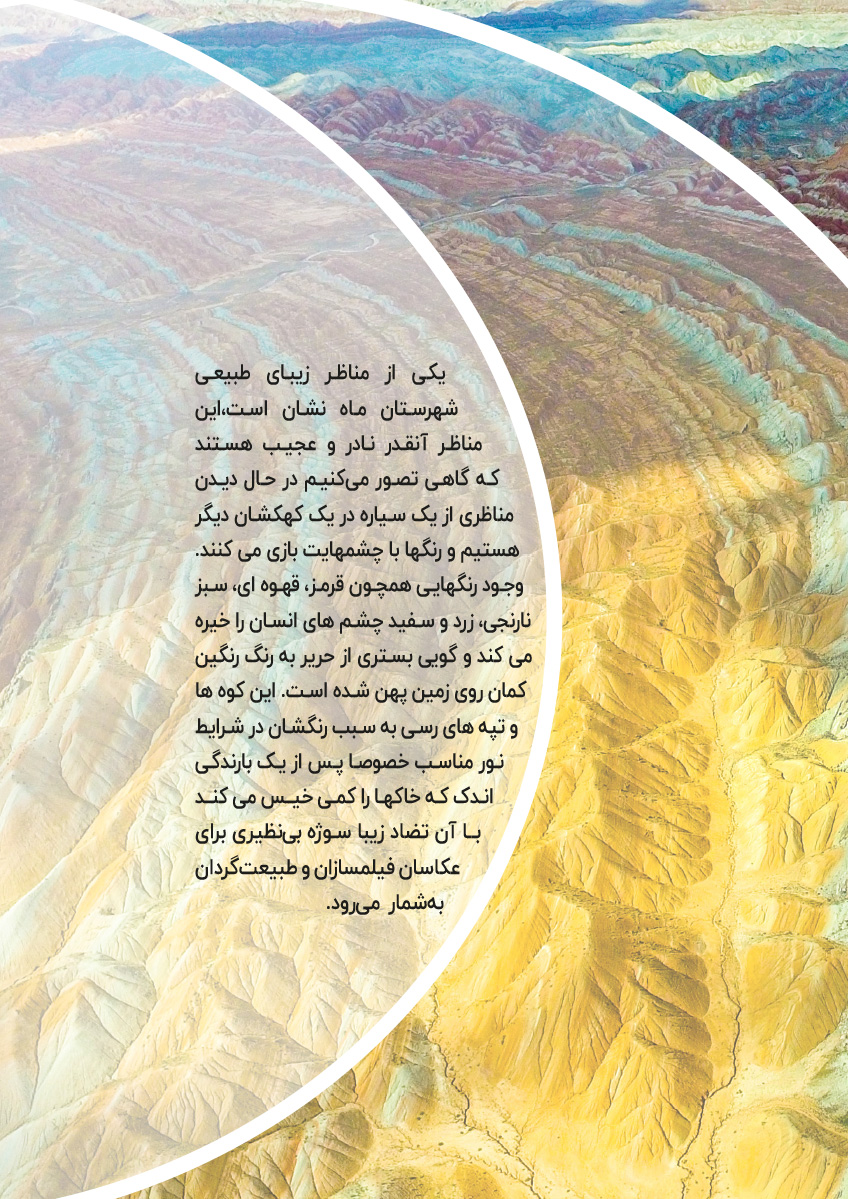 یکی از مناظر زیبای طبیعی
شهرستان ماه نشان است،این
مناظر آنقدر نادر و عجیب هستند
که گاهی تصور می‌کنیم در حال دیدن
مناظری از یک سیاره در یک کهکشان دیگر
هستیم و رنگها با چشمهایت بازی می کنند.
وجود رنگهایی همچون قرمز، قهوه ای، سبز
نارنجی، زرد و سفید چشم های انسان را خیره
می کند و گویی بستری از حریر به رنگ رنگین
کمان روی زمین پهن شده است. این کوه ها
و تپه های رسی به سبب رنگشان در شرایط
نور مناسب خصوصا پس از یک بارندگی
اندک که خاکها را کمی خیس می کند
با آن تضاد زیبا سوژه بی‌نظیری برای
عکاسان فیلمسازان و طبیعت‌گردان
به‌شمار می‌رود.